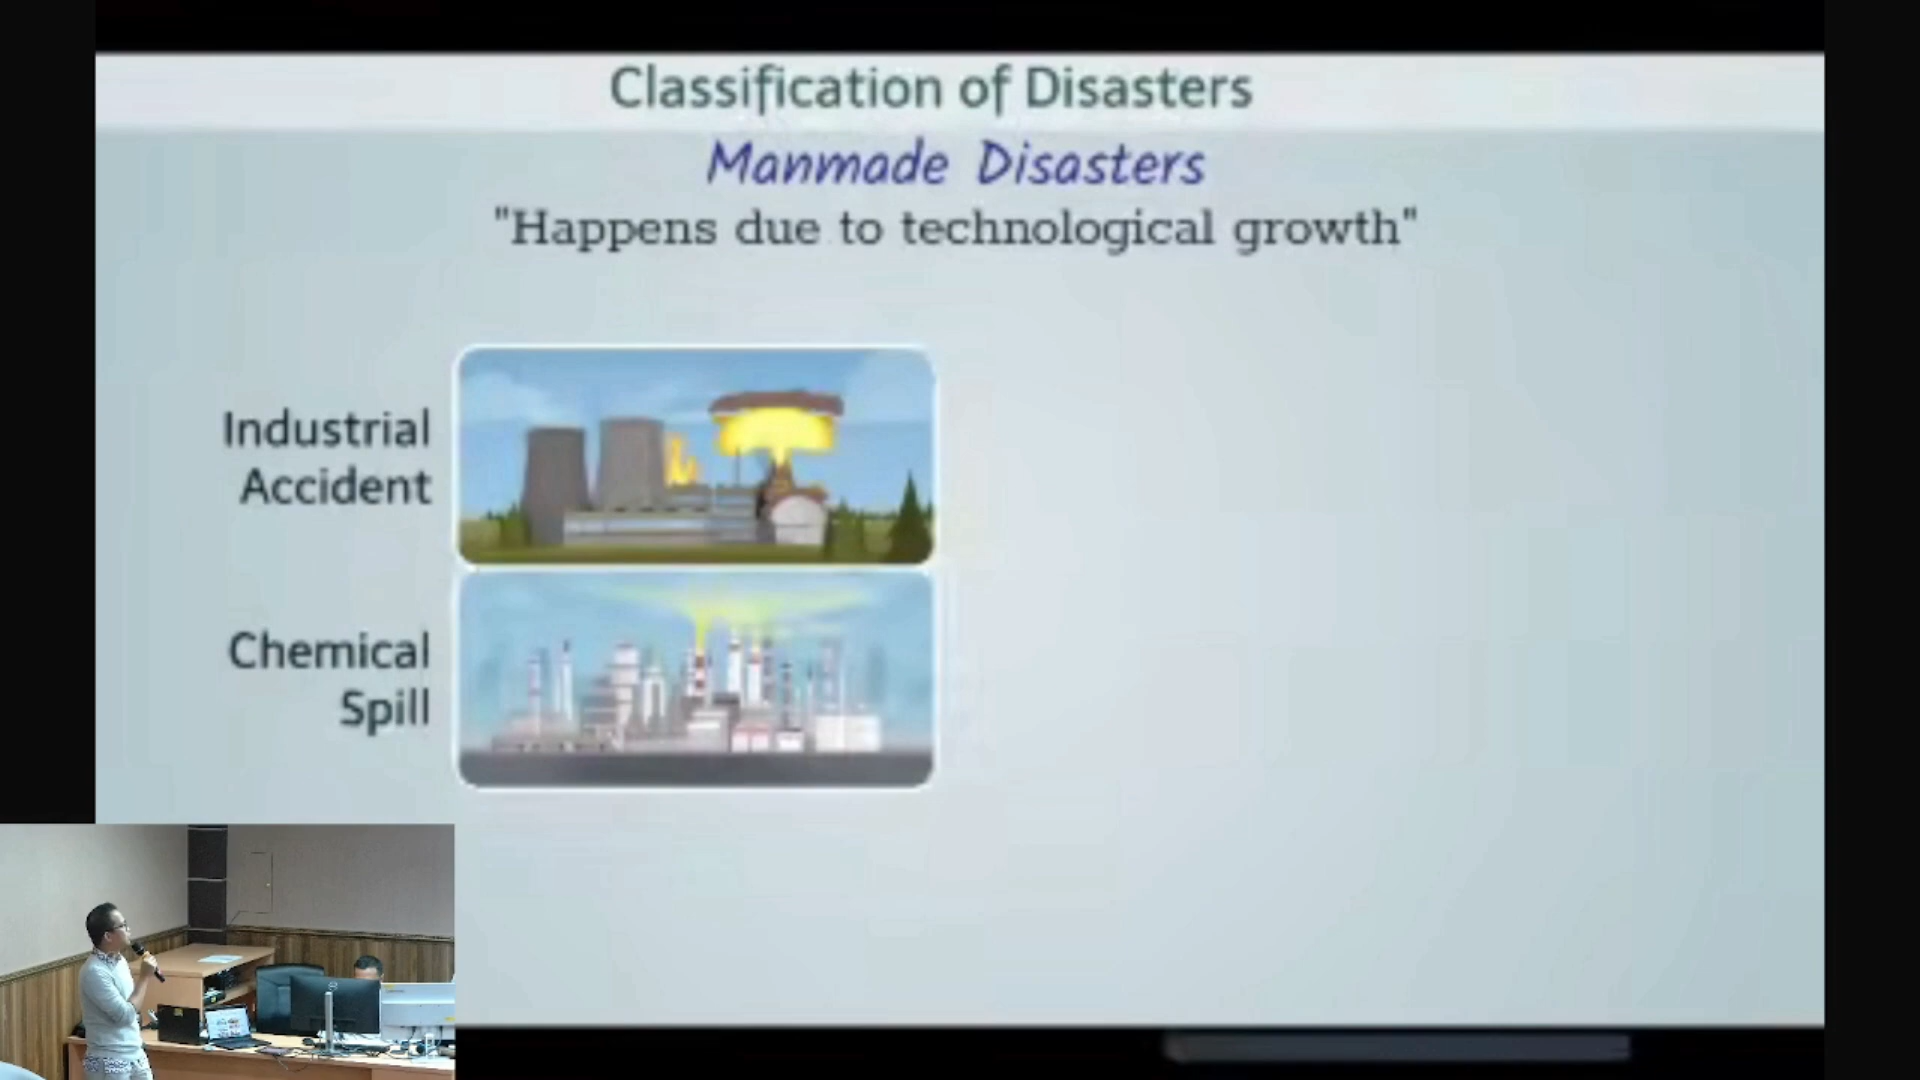 Classification of Disasters
Manmade Disasters
"Happens due to technological growth"
Industrial
Accident
Chemical
Spill